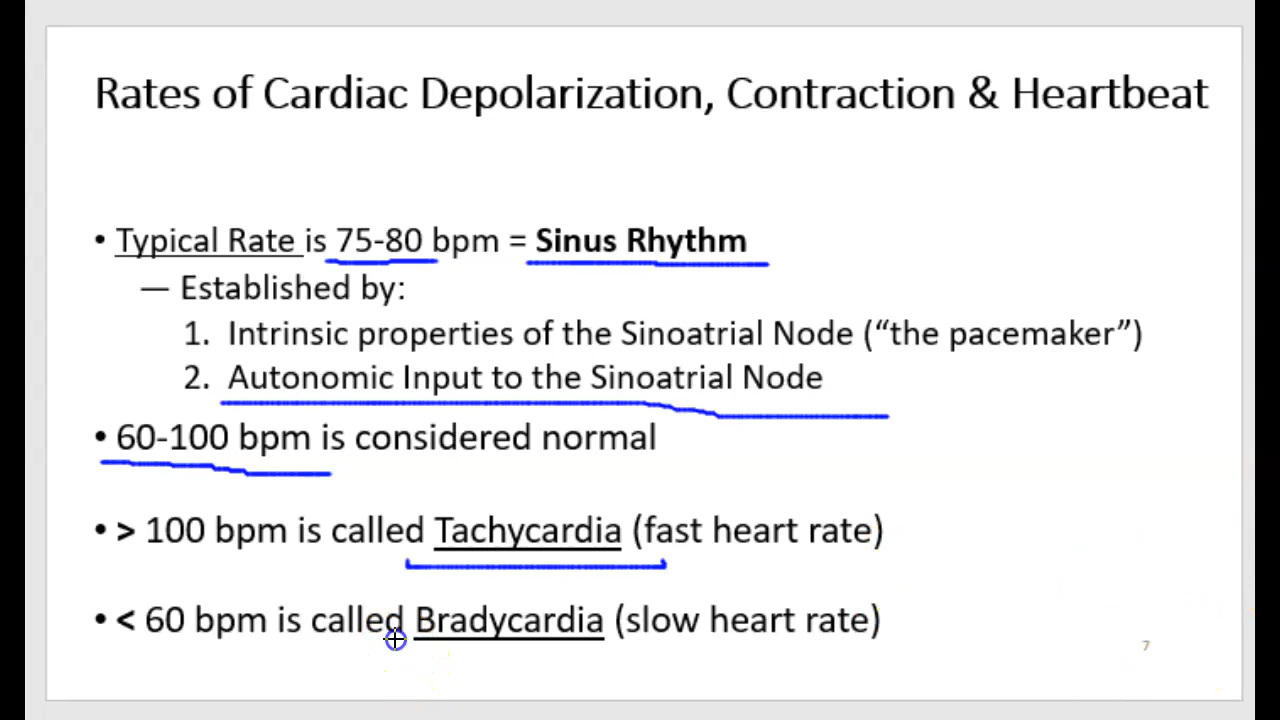 Rates of Cardiac Depolarization, Contraction & Heartbeat
• Typical Rate is 75-80 bpm = Sinus Rhythm
— Established by:
1. Intrinsic properties of the Sinoatrial Node (“the pacemaker”)
2. Autonomic Input to the Sinoatrial Node
• 60-100 bpm is considered normal
• > 100 bpm is called Tachycardia (fast heart rate)
• < 60 bpm is called Bradycardia (slow heart rate)
7